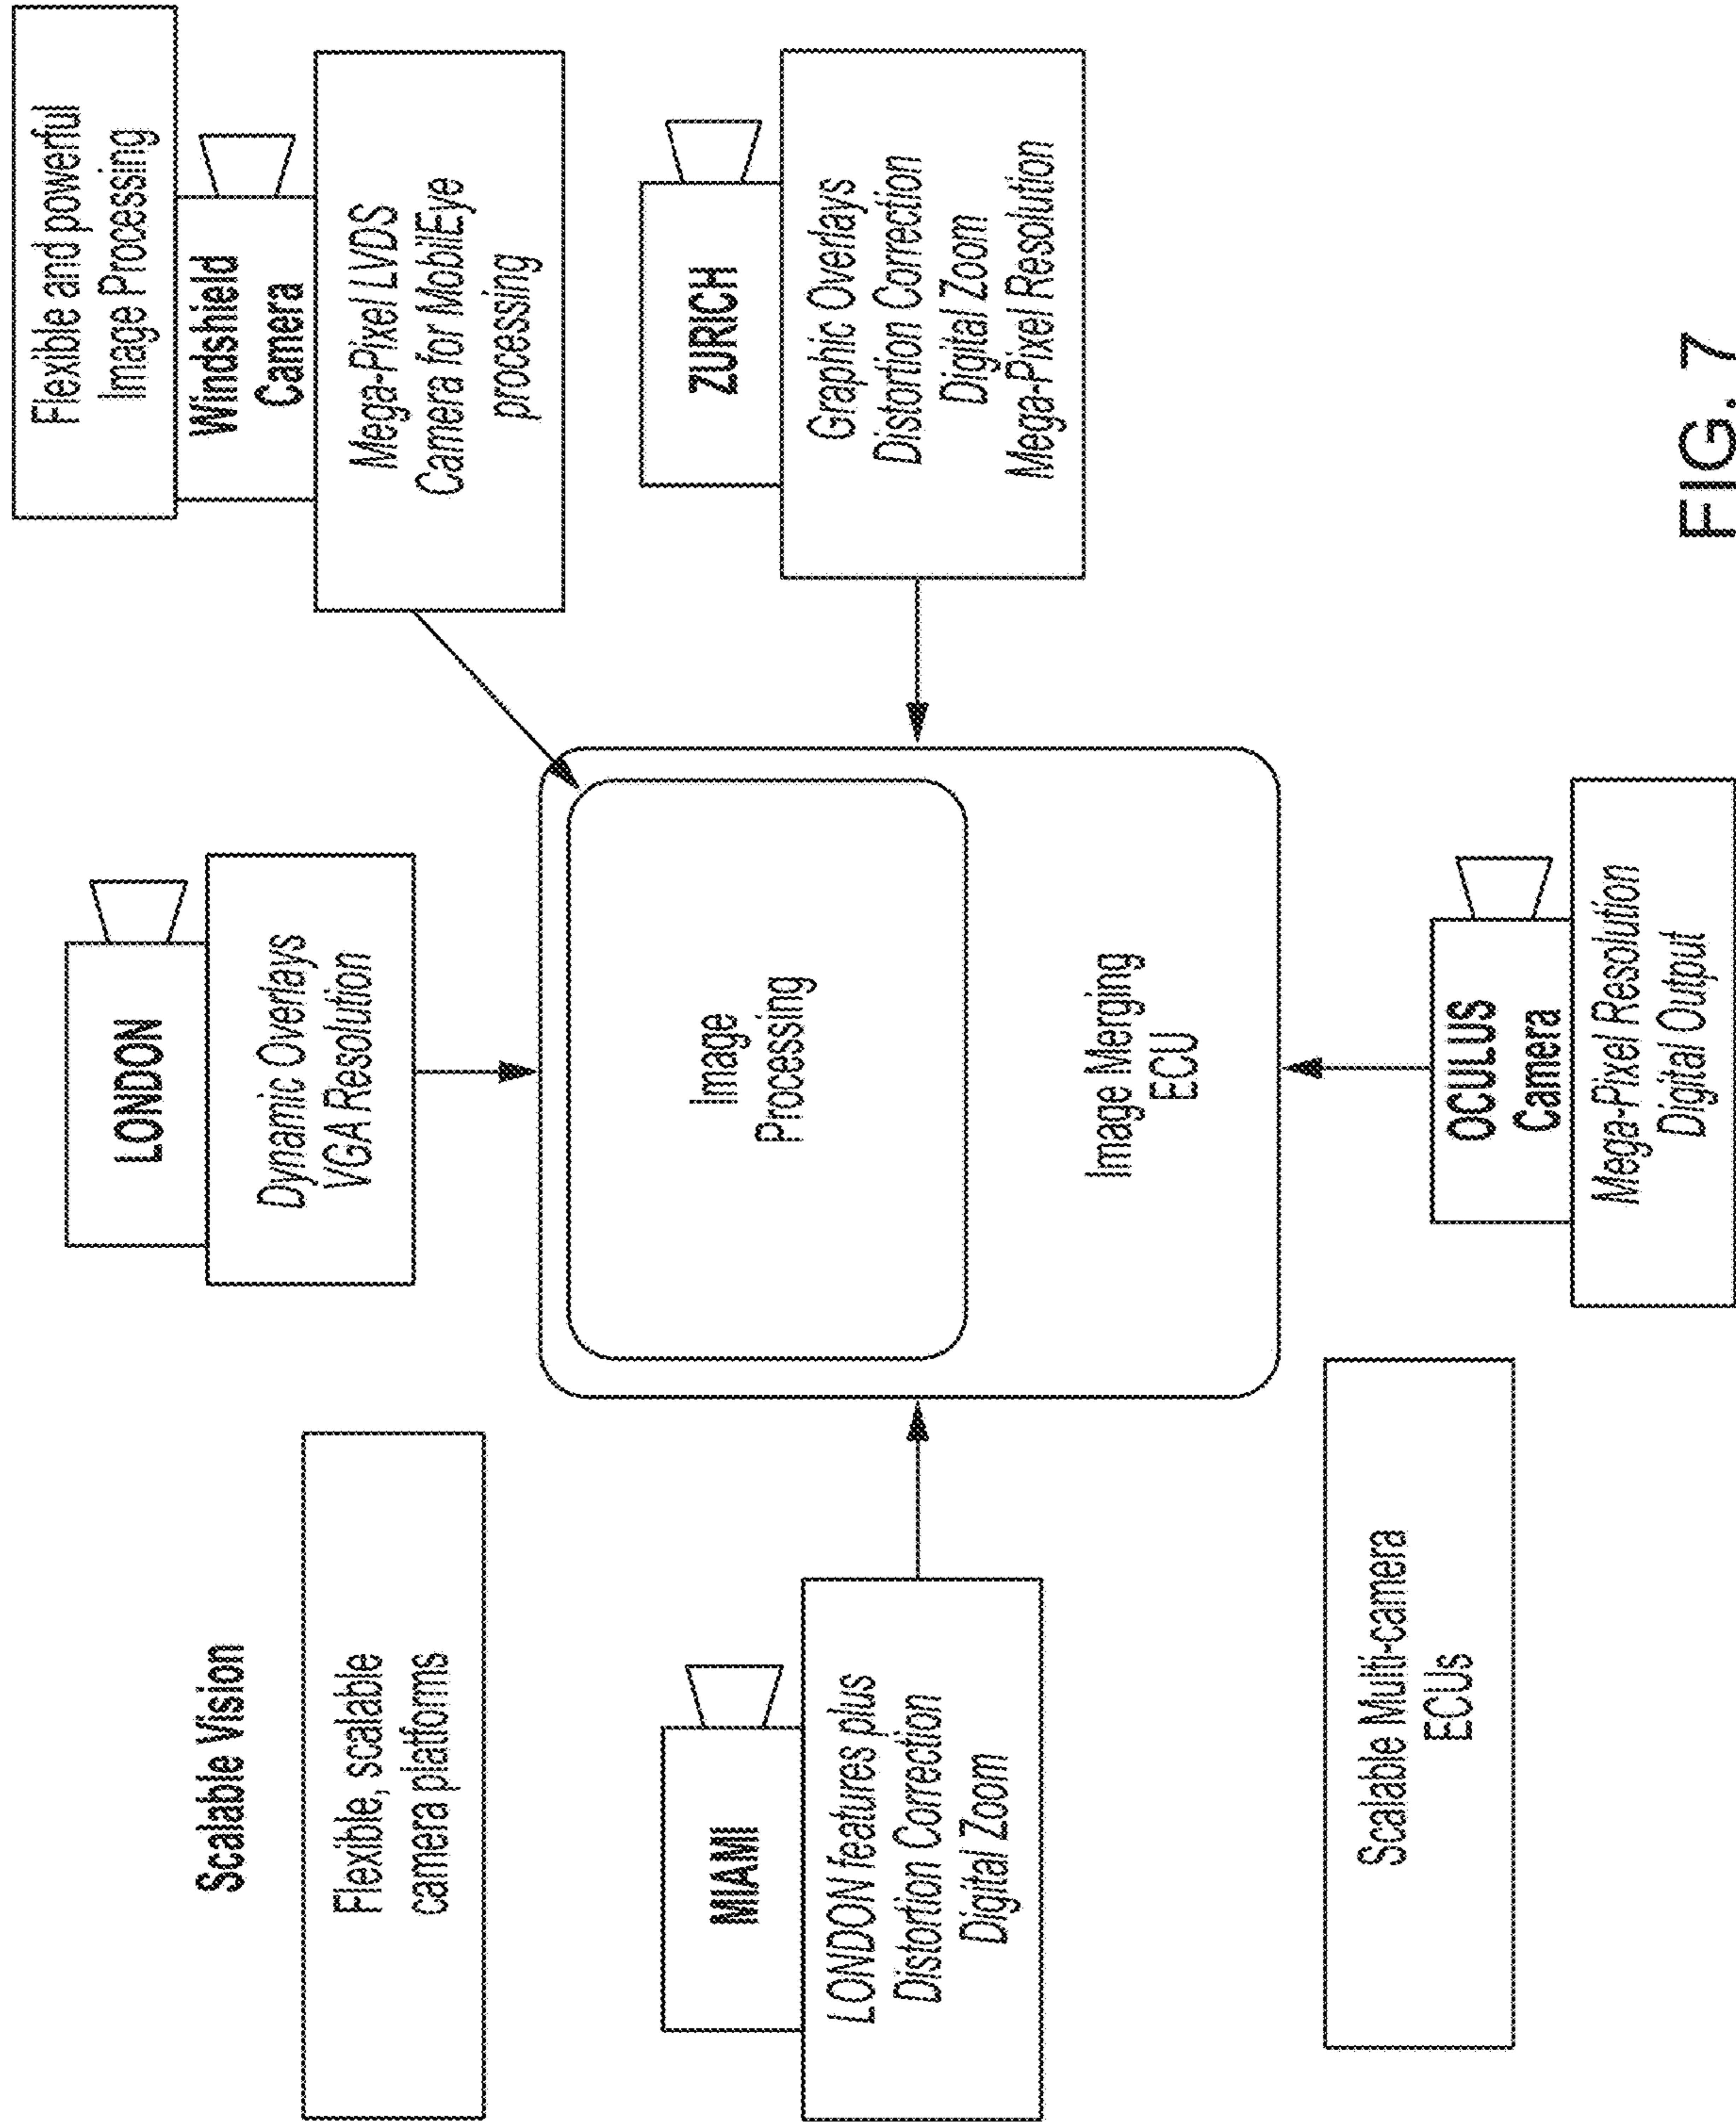 Scalable Vision
Flexible, scalable
camera platforms
LONDON
Dynamic Overlays
VGA Resolution
Flexible and powerful
Image Processing
Windshield
Camera
Mega-Pixel LVDS
Camera for MobilEye
processing
MIAMI
LONDON features plus
Distortion Correction
Digital Zoom
Image
Processing
Image Merging
ECU
ZURICH
Graphic Overlays
Distortion Correction
Digital Zoom
Mega-Pixel Resolution
Scalable Multi-camera
ECUs
OCULUS
Camera
Mega-Pixel Resolution
Digital Output
FIG. 7